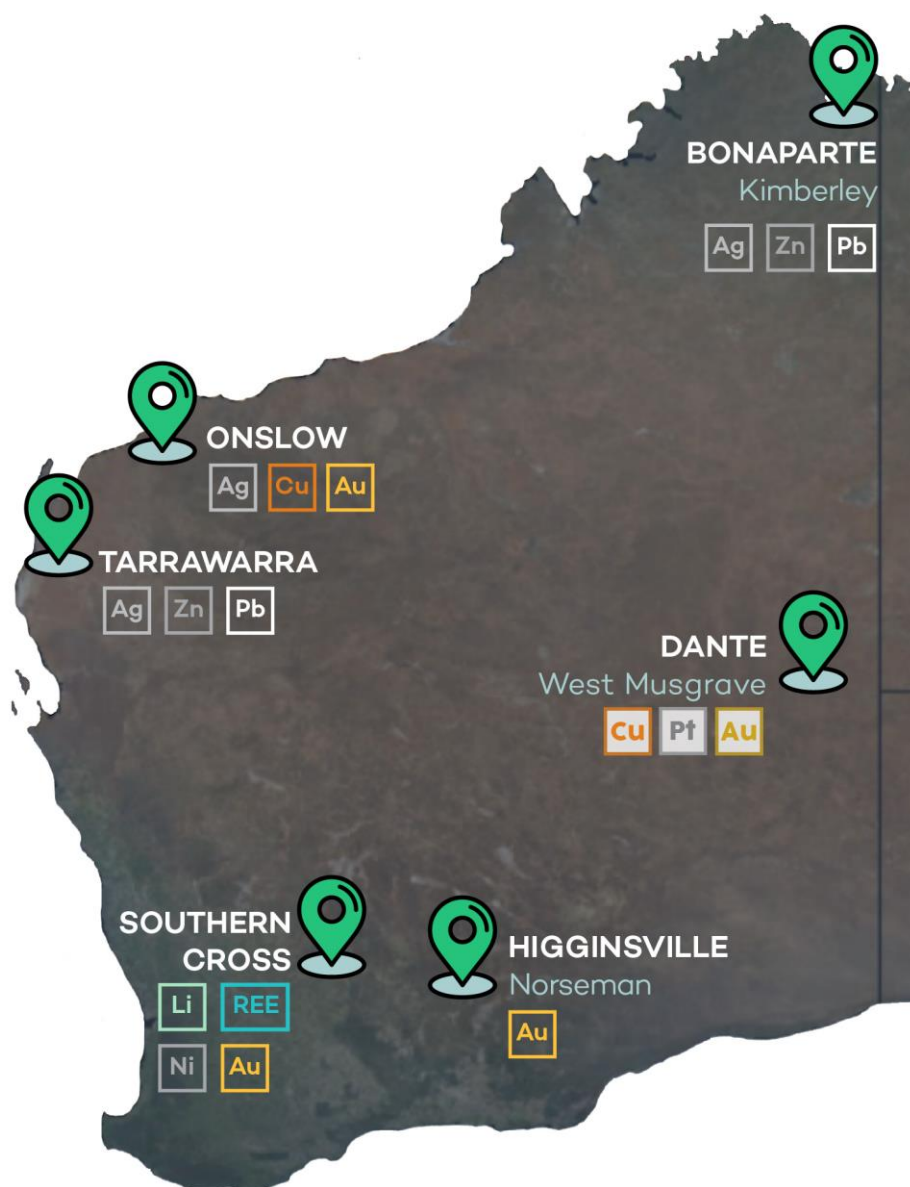 BONAPARTE
Kimberley
Ag Zn Pb
ONSLOW
Ag Cu Au
TARRAWARRA
Ag Zn Pb
DANTE
West Musgrave
Cu Pt Au
SOUTHERN
CROSS
Li REE
Ni Au
HIGGINSVILLE
Norseman
Au